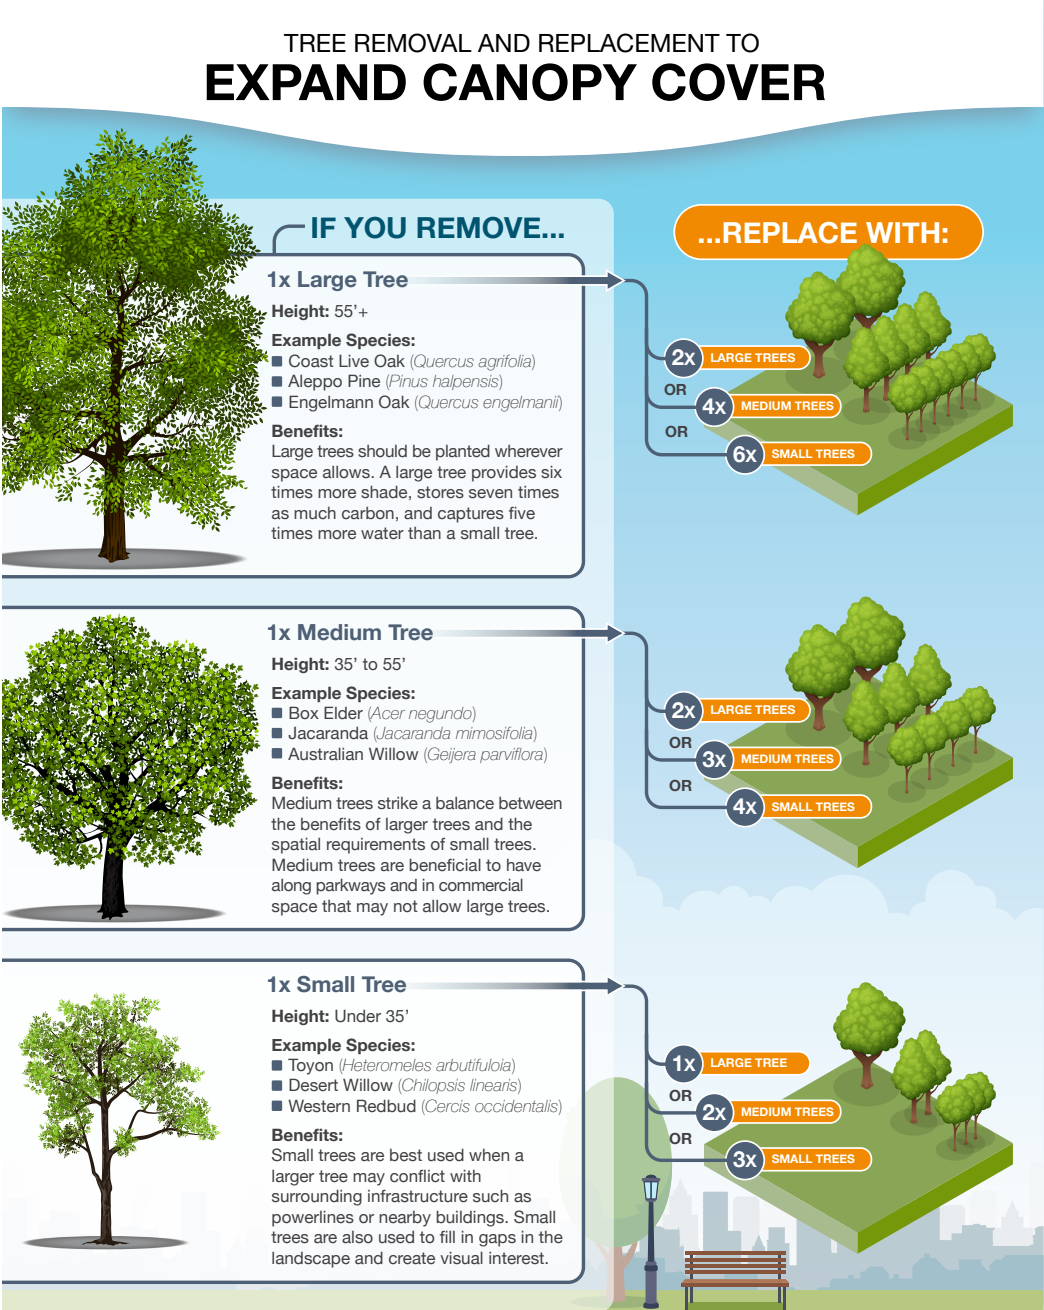 TREE REMOVAL AND REPLACEMENT TO
EXPAND CANOPY COVER
IF YOU REMOVE...
...REPLACE WITH:
1x Large Tree
Height: 55’+
Example Species:
Coast Live Oak (Quercus agrifolia)
Aleppo Pine (Pinus halpensis)
Engelmann Oak (Quercus engelmanii)
Benefits:
Large trees should be planted wherever
space allows. A large tree provides six
times more shade, stores seven times
as much carbon, and captures five
times more water than a small tree.
2x LARGE TREES
OR
4x MEDIUM TREES
OR
6x SMALL TREES
1x Medium Tree
Height: 35’ to 55’
Example Species:
Box Elder (Acer negundo)
Jacaranda (Jacaranda mimosifolia)
Australian Willow (Geijera parviflora)
Benefits:
Medium trees strike a balance between
the benefits of larger trees and the
spatial requirements of small trees.
Medium trees are beneficial to have
along parkways and in commercial
space that may not allow large trees.
2x LARGE TREES
OR
3x MEDIUM TREES
OR
4x SMALL TREES
1x Small Tree
Height: Under 35’
Example Species:
Toyon (Heteromeles arbutifuloia)
Desert Willow (Chilopsis linearis)
Western Redbud (Cercis occidentalis)
Benefits:
Small trees are best used when a
larger tree may conflict with
surrounding infrastructure such as
powerlines or nearby buildings. Small
trees are also used to fill in gaps in the
landscape and create visual interest.
1x LARGE TREE
OR
2x MEDIUM TREES
OR
3x SMALL TREES